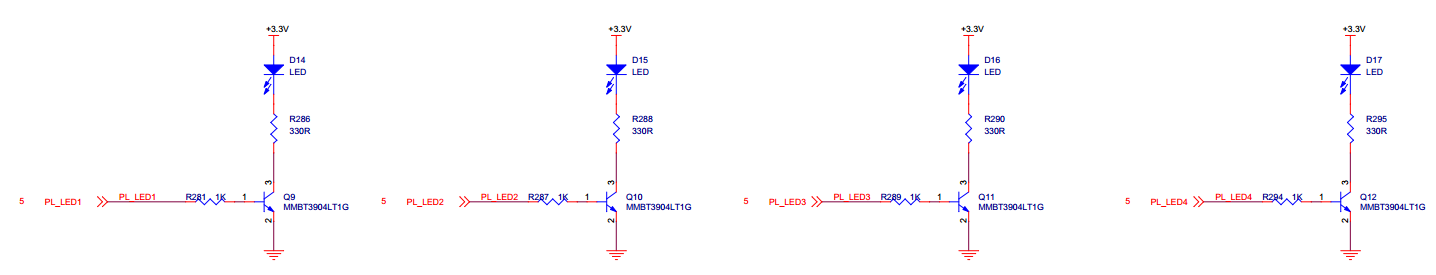 +3.3V
D14
LED
R286
330R
3
5
PL_LED1
PL_LED1
R281
1K
1
Q9
MMBT3904LT1G
2
+3.3V
D15
LED
R288
330R
3
5
PL_LED2
PL_LED2
R287
1K
1
Q10
MMBT3904LT1G
2
+3.3V
D16
LED
R290
330R
3
5
PL_LED3
PL_LED3
R289
1K
1
Q11
MMBT3904LT1G
2
+3.3V
D17
LED
R295
330R
3
5
PL_LED4
PL_LED4
R294
1K
1
Q12
MMBT3904LT1G
2